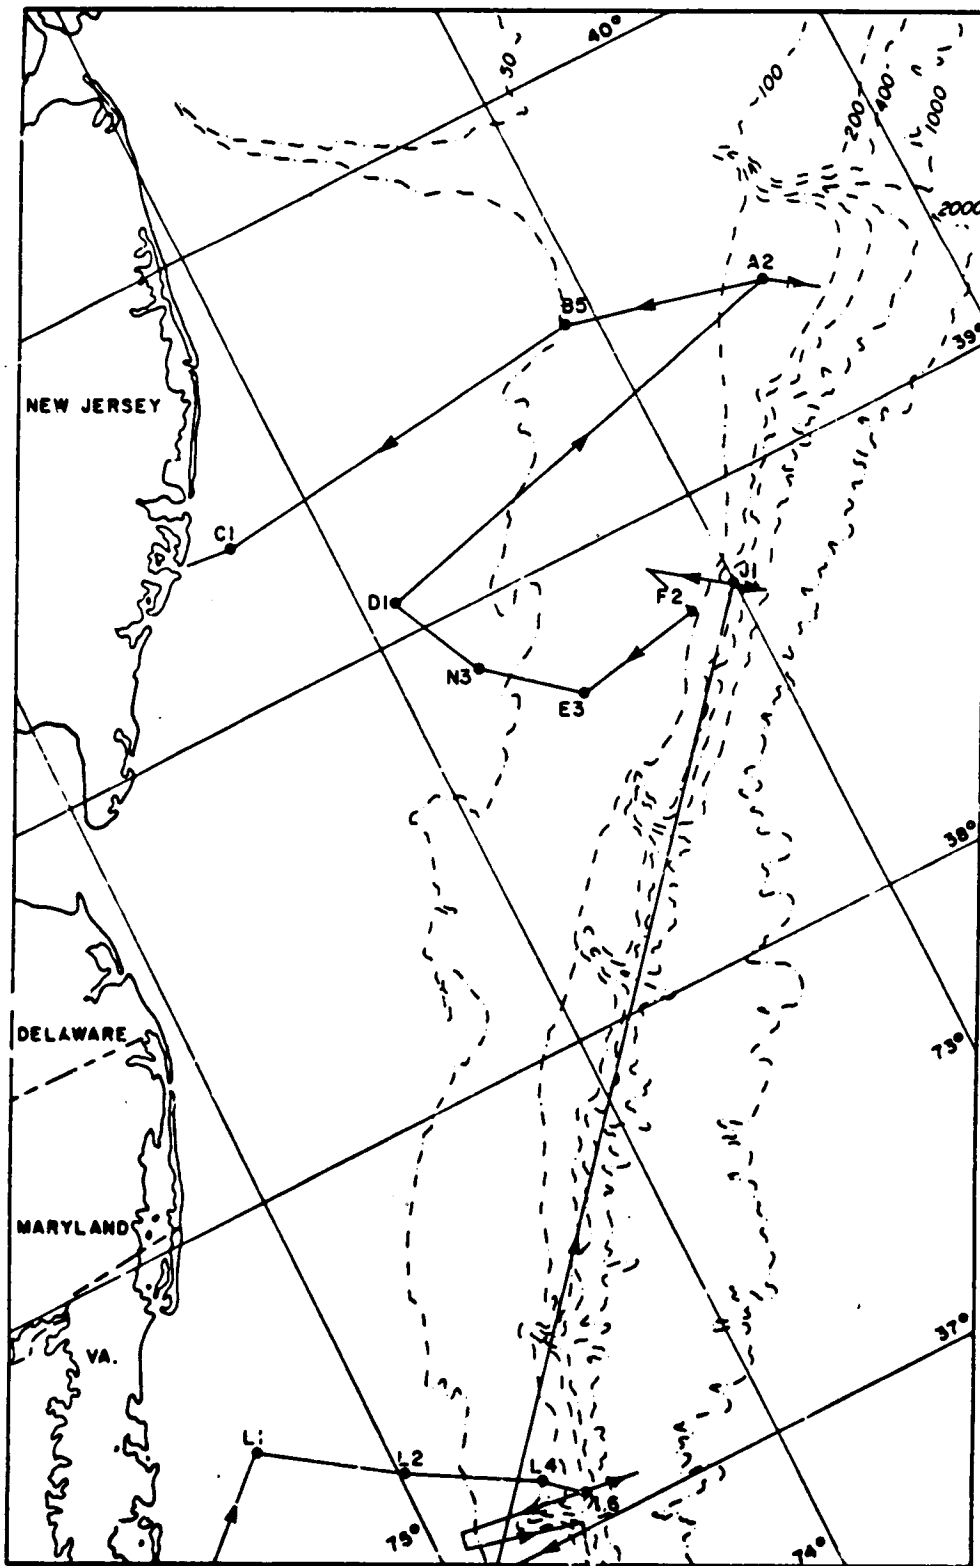 40°
50
100
200
400
1000
2000
A2
B5
39°
NEW JERSEY
C1
D1
J1
F2
N3
E3
38°
DELAWARE
73°
MARYLAND
37°
VA.
L1
L2
L4
L6
75°
74°